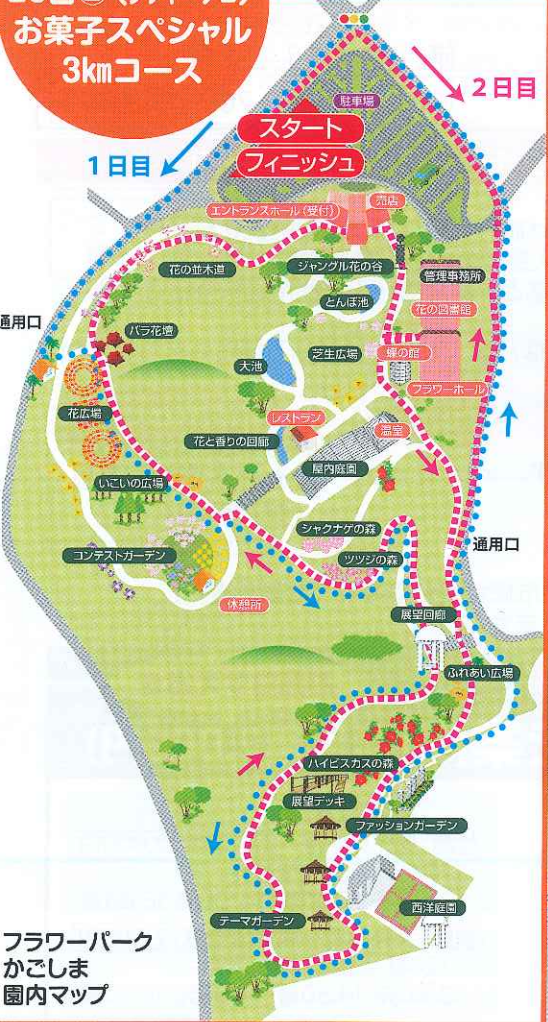 お菓子スペシャル
3kmコース
2日目
駐車場
スタート
フィニッシュ
1日目
エントランスホール(受付)
売店
花の並木道
ジャングル花の谷
管理事務所
とんぼ池
花の図書館
通用口
バラ花壇
芝生広場
蝶の館
大池
フラワーホール
花広場
レストラン
温室
花と香りの回廊
屋内庭園
いこいの広場
シャクナゲの森
通用口
コンテストガーデン
ツツジの森
休憩所
展望回廊
ふれあい広場
ハイビスカスの森
展望デッキ
ファッションガーデン
テーマガーデン
西洋庭園
フラワーパーク
かごしま
園内マップ